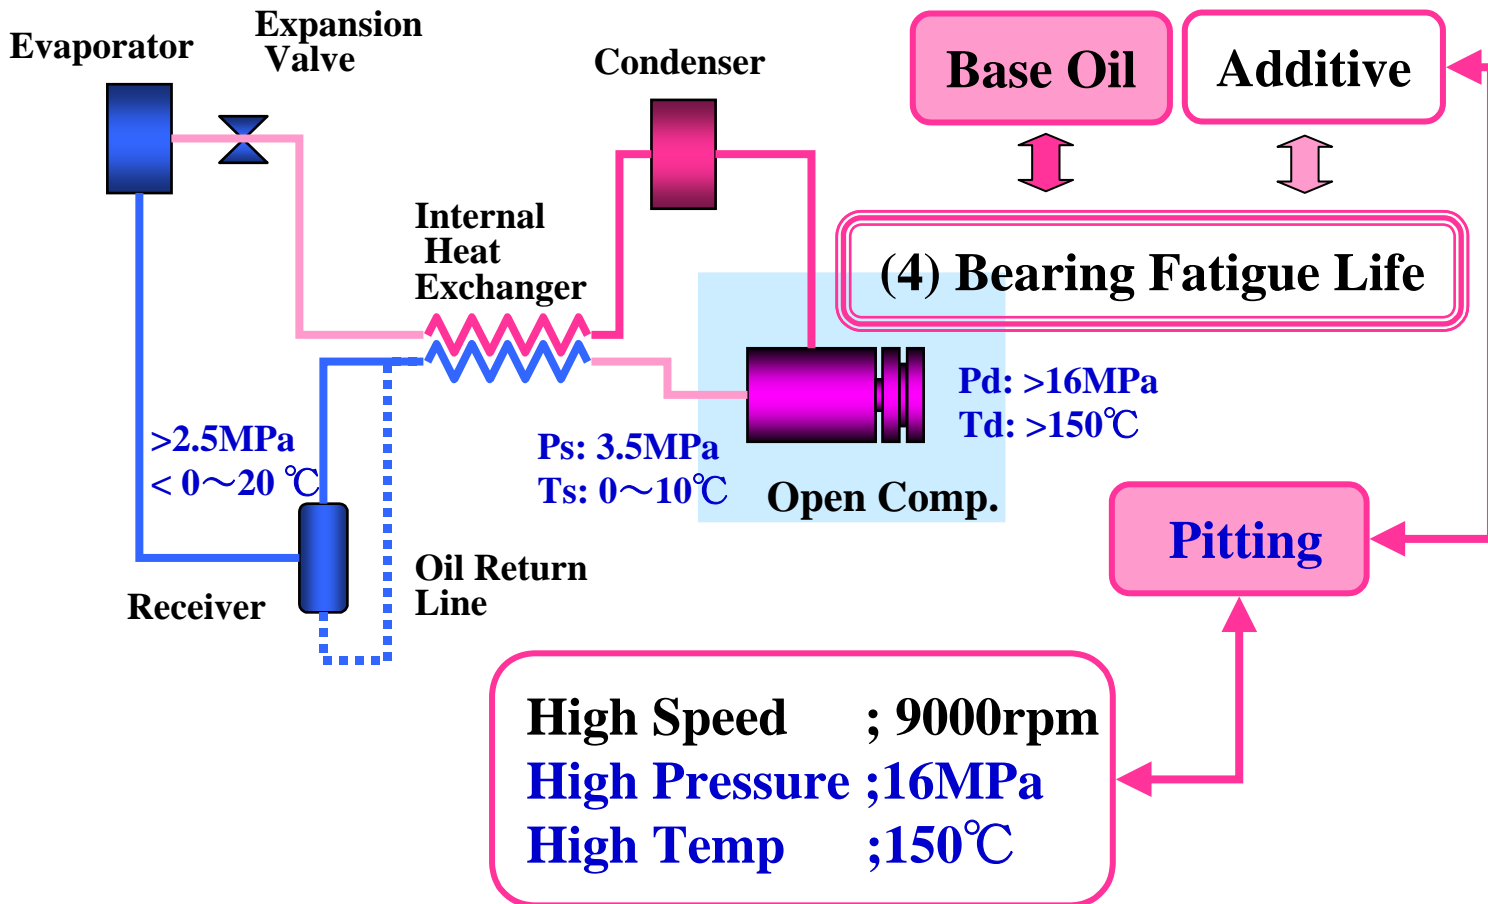 Evaporator
Expansion
Valve
Condenser
Base Oil
Additive
Internal
Heat
Exchanger
(4) Bearing Fatigue Life
>2.5MPa
< 0～20 ℃
Ps: 3.5MPa
Ts: 0～10℃
Pd: >16MPa
Td: >150℃
Open Comp.
Pitting
Receiver
Oil Return
Line
High Speed ; 9000rpm
High Pressure ;16MPa
High Temp ;150℃